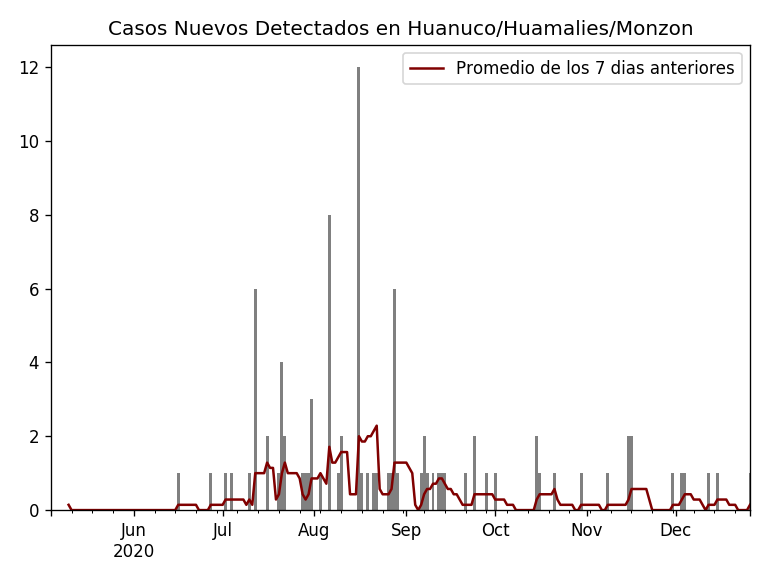 Casos Nuevos Detectados en Huanuco/Huamalies/Monzon
Promedio de los 7 dias anteriores
12
10
8
6
4
2
0
Jun Jul Aug Sep Oct Nov Dec
2020